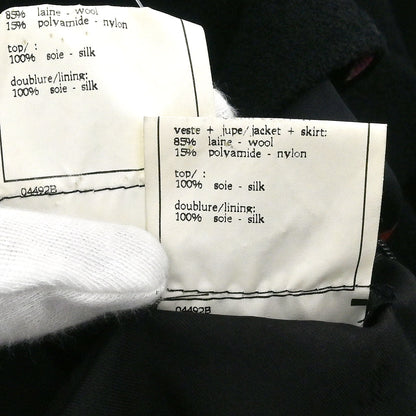 85% laine - wool
15% polyamide - nylon
top/ :
100% soie - silk
doublure/lining:
100% soie - silk
04492B
veste + jupe/jacket + skirt:
85% laine - wool
15% polyamide - nylon
top/ :
100% soie - silk
doublure/lining:
100% soie - silk
04492B